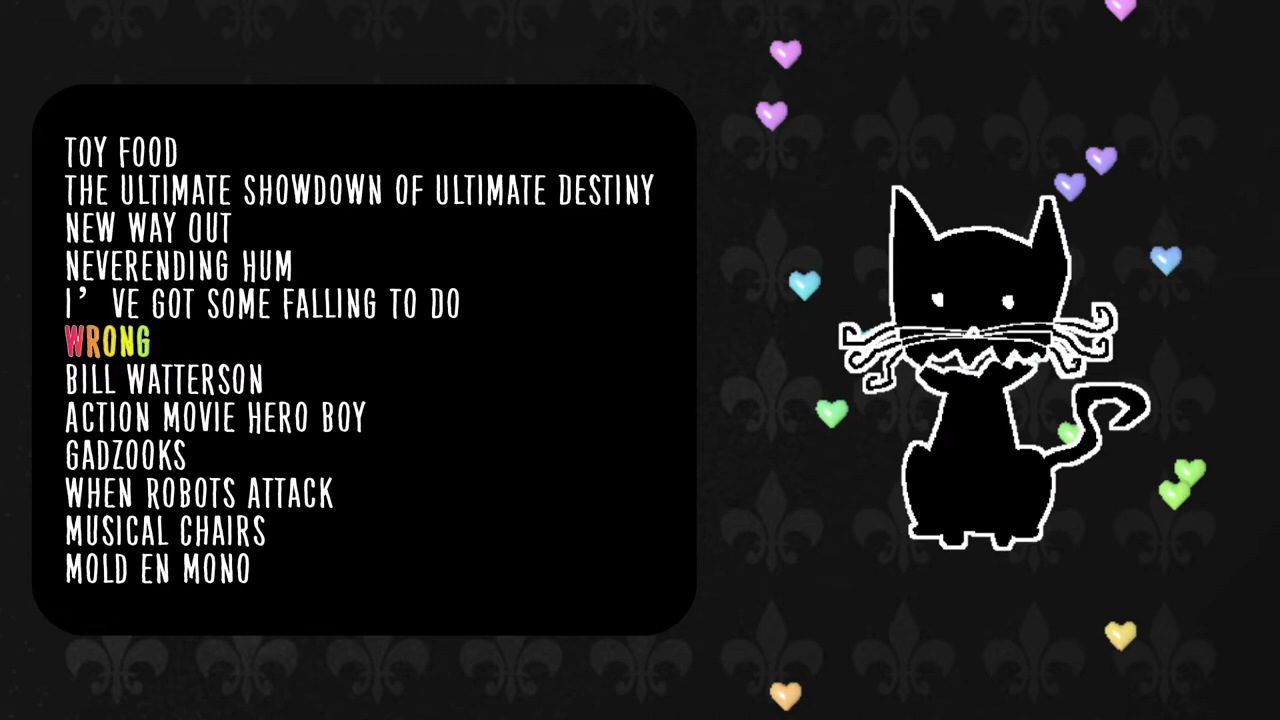 TOY FOOD
THE ULTIMATE SHOWDOWN OF ULTIMATE DESTINY
NEW WAY OUT
NEVERENDING HUM
I’VE GOT SOME FALLING TO DO
WRONG
BILL WATTERSON
ACTION MOVIE HERO BOY
GADZOOKS
WHEN ROBOTS ATTACK
MUSICAL CHAIRS
MOLD EN MONO